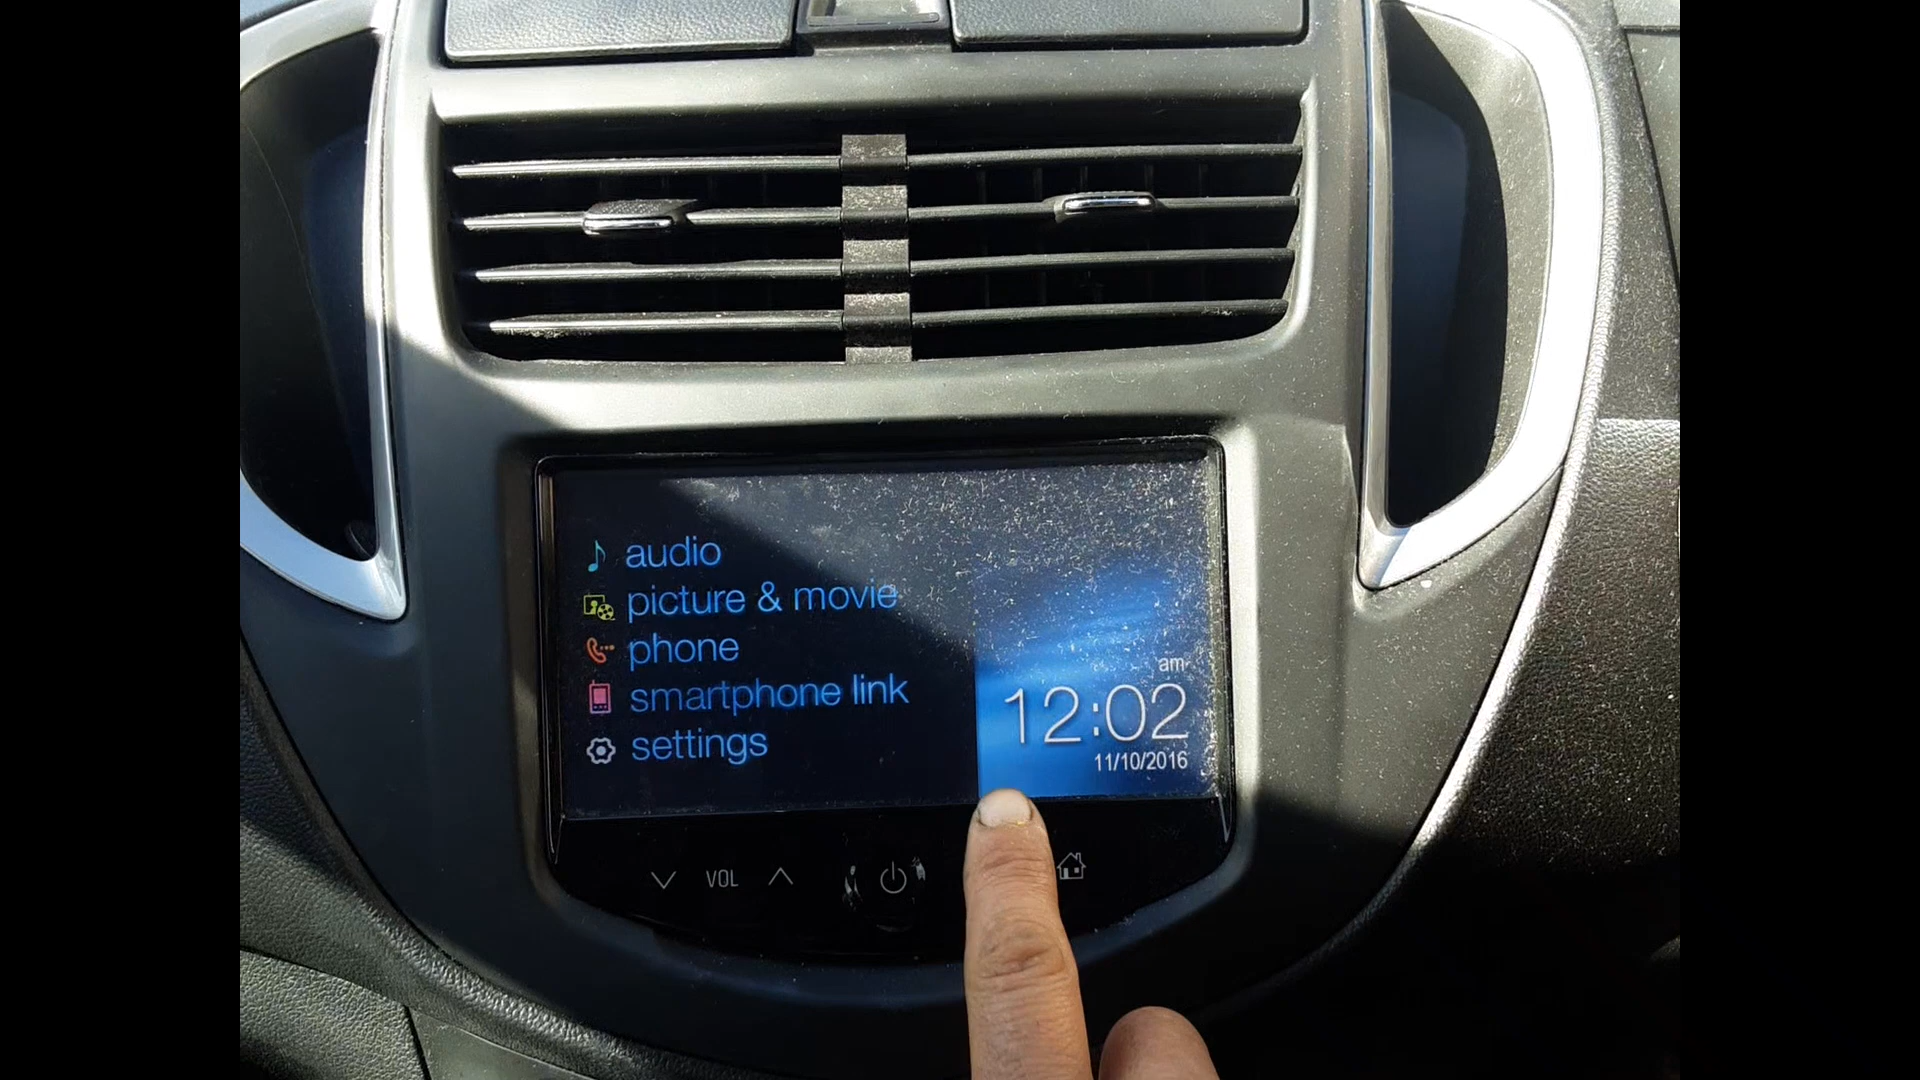 audio
picture & movie
phone
smartphone link
settings
am
12:02
11/10/2016
VOL